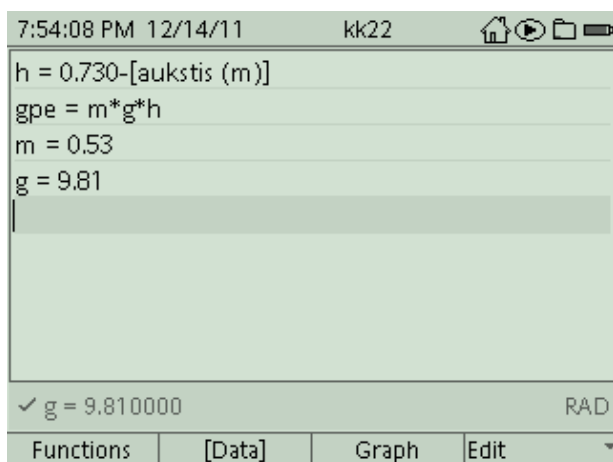 7:54:08 PM 12/14/11 kk22
h = 0.730-[aukstis (m)]
gpe = m*g*h
m = 0.53
g = 9.81
✓ g = 9.810000 RAD
Functions [Data] Graph Edit